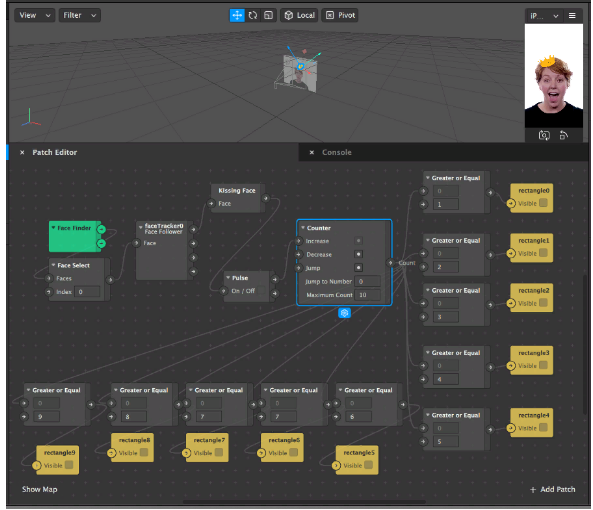 View
Filter
Local
Pivot
iP...
× Patch Editor
× Console
Kissing Face
Face
Face Finder
faceTracker0
Face Follower
Face
Face Select
Faces
Index 0
Pulse
On / Off
Counter
Increase
Decrease
Jump
Jump to Number 0
Maximum Count 10
Count
Greater or Equal
0
1
rectangle0
Visible
Greater or Equal
0
2
rectangle1
Visible
Greater or Equal
0
3
rectangle2
Visible
Greater or Equal
0
4
rectangle3
Visible
Greater or Equal
0
5
rectangle4
Visible
Greater or Equal
0
9
Greater or Equal
0
8
Greater or Equal
0
7
Greater or Equal
0
7
Greater or Equal
0
6
rectangle9
Visible
rectangle8
Visible
rectangle7
Visible
rectangle6
Visible
rectangle5
Visible
Show Map
+ Add Patch